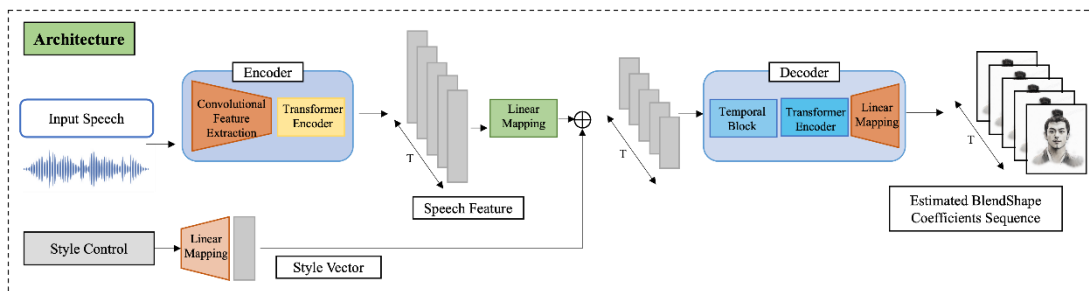 Architecture
Input Speech
Encoder
Convolutional
Feature
Extraction
Transformer
Encoder
T
Speech Feature
Linear
Mapping
Style Control
Linear
Mapping
Style Vector
T
Decoder
Temporal
Block
Transformer
Encoder
Linear
Mapping
T
Estimated BlendShape
Coefficients Sequence